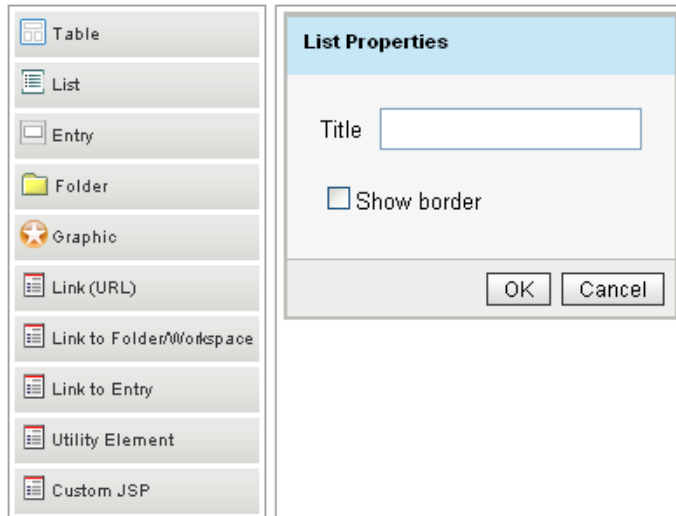 Table
List
Entry
Folder
Graphic
Link (URL)
Link to Folder/Workspace
Link to Entry
Utility Element
Custom JSP
List Properties
Title
Show border
OK Cancel